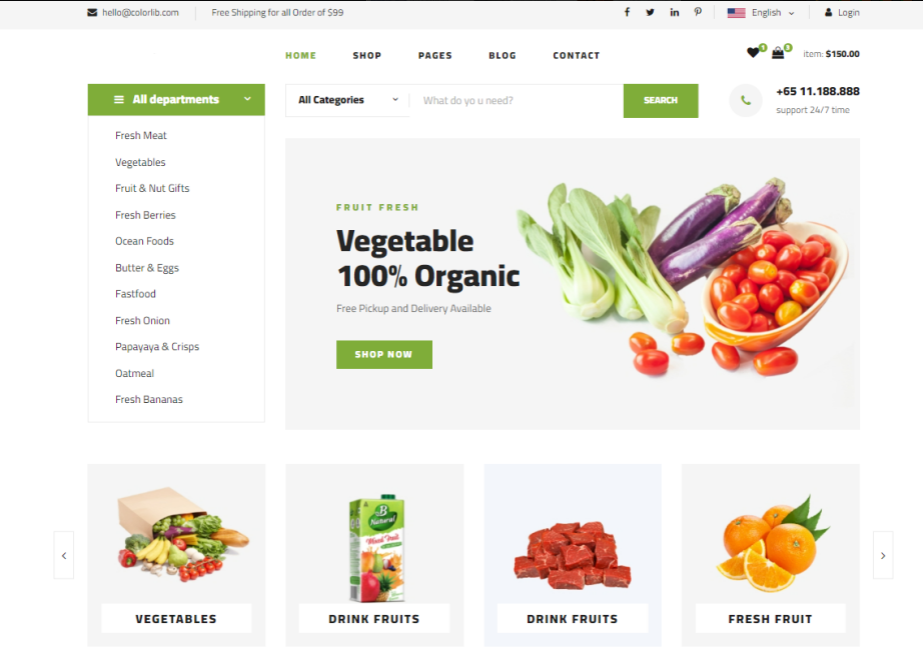 hello@colorlib.com
Free Shipping for all Order of $99
English
Login
HOME
SHOP
PAGES
BLOG
CONTACT
1
3
item: $150.00
All departments
All Categories
What do yo u need?
SEARCH
+65 11.188.888
support 24/7 time
Fresh Meat
Vegetables
Fruit & Nut Gifts
Fresh Berries
Ocean Foods
Butter & Eggs
Fastfood
Fresh Onion
Papayaya & Crisps
Oatmeal
Fresh Bananas
FRUIT FRESH
Vegetable
100% Organic
Free Pickup and Delivery Available
SHOP NOW
B
Natural
Mixed Fruit
VEGETABLES
DRINK FRUITS
DRINK FRUITS
FRESH FRUIT